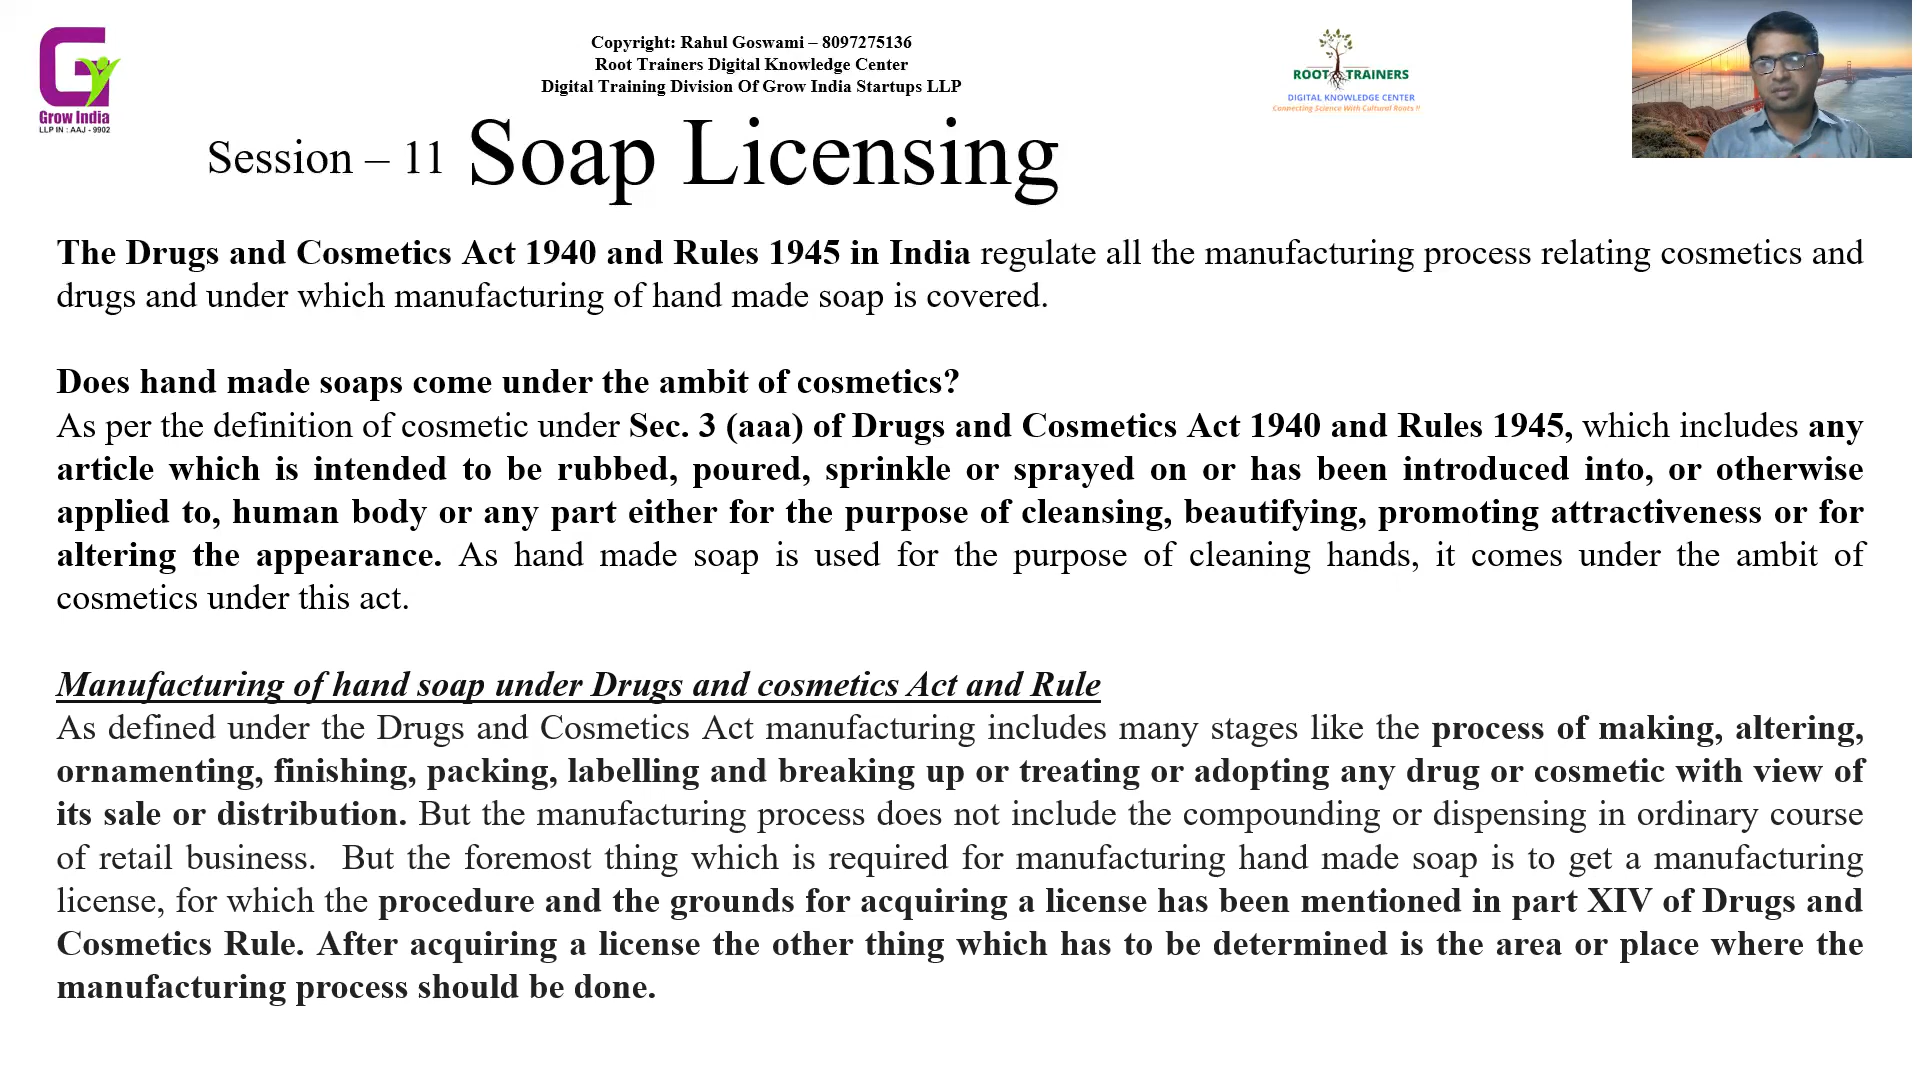 Copyright: Rahul Goswami – 8097275136
Root Trainers Digital Knowledge Center
Digital Training Division Of Grow India Startups LLP
Grow India
LLP IN : AAJ - 9902
ROOT TRAINERS
DIGITAL KNOWLEDGE CENTER
Connecting Science With Cultural Roots !!
Session – 11 Soap Licensing
The Drugs and Cosmetics Act 1940 and Rules 1945 in India regulate all the manufacturing process relating cosmetics and
drugs and under which manufacturing of hand made soap is covered.
Does hand made soaps come under the ambit of cosmetics?
As per the definition of cosmetic under Sec. 3 (aaa) of Drugs and Cosmetics Act 1940 and Rules 1945, which includes any
article which is intended to be rubbed, poured, sprinkle or sprayed on or has been introduced into, or otherwise
applied to, human body or any part either for the purpose of cleansing, beautifying, promoting attractiveness or for
altering the appearance. As hand made soap is used for the purpose of cleaning hands, it comes under the ambit of
cosmetics under this act.
Manufacturing of hand soap under Drugs and cosmetics Act and Rule
As defined under the Drugs and Cosmetics Act manufacturing includes many stages like the process of making, altering,
ornamenting, finishing, packing, labelling and breaking up or treating or adopting any drug or cosmetic with view of
its sale or distribution. But the manufacturing process does not include the compounding or dispensing in ordinary course
of retail business. But the foremost thing which is required for manufacturing hand made soap is to get a manufacturing
license, for which the procedure and the grounds for acquiring a license has been mentioned in part XIV of Drugs and
Cosmetics Rule. After acquiring a license the other thing which has to be determined is the area or place where the
manufacturing process should be done.